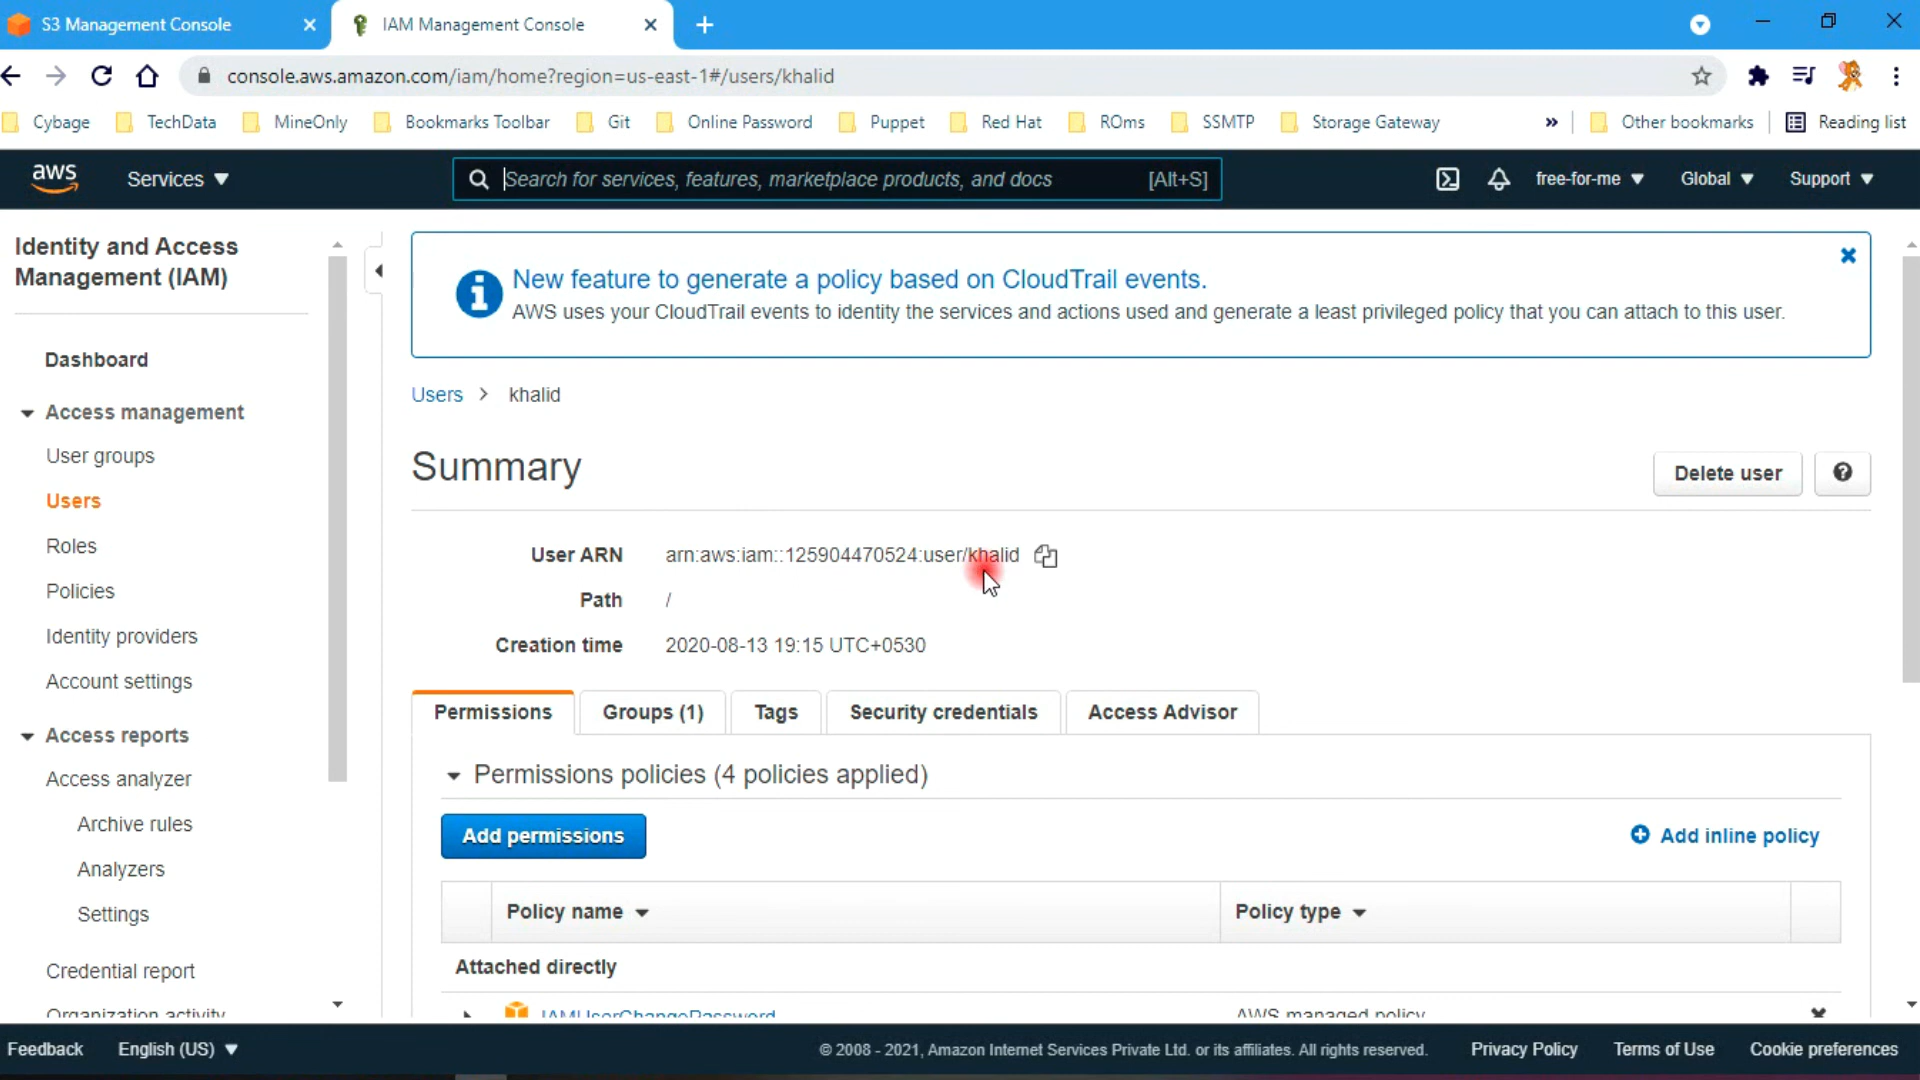 S3 Management Console
IAM Management Console
console.aws.amazon.com/iam/home?region=us-east-1#/users/khalid
Cybage TechData MineOnly Bookmarks Toolbar Git Online Password Puppet Red Hat ROms SSMTP Storage Gateway » Other bookmarks Reading list
aws Services Search for services, features, marketplace products, and docs [Alt+S] free-for-me Global Support
Identity and Access
Management (IAM)
Dashboard
Access management
User groups
Users
Roles
Policies
Identity providers
Account settings
Access reports
Access analyzer
Archive rules
Analyzers
Settings
Credential report
Organization activity
New feature to generate a policy based on CloudTrail events.
AWS uses your CloudTrail events to identify the services and actions used and generate a least privileged policy that you can attach to this user.
Users > khalid
Summary
Delete user
User ARN arn:aws:iam::125904470524:user/khalid
Path /
Creation time 2020-08-13 19:15 UTC+0530
Permissions Groups (1) Tags Security credentials Access Advisor
Permissions policies (4 policies applied)
Add permissions Add inline policy
Policy name Policy type
Attached directly
IAMUserChangePassword AWS managed policy
Feedback English (US) © 2008 - 2021, Amazon Internet Services Private Ltd. or its affiliates. All rights reserved. Privacy Policy Terms of Use Cookie preferences